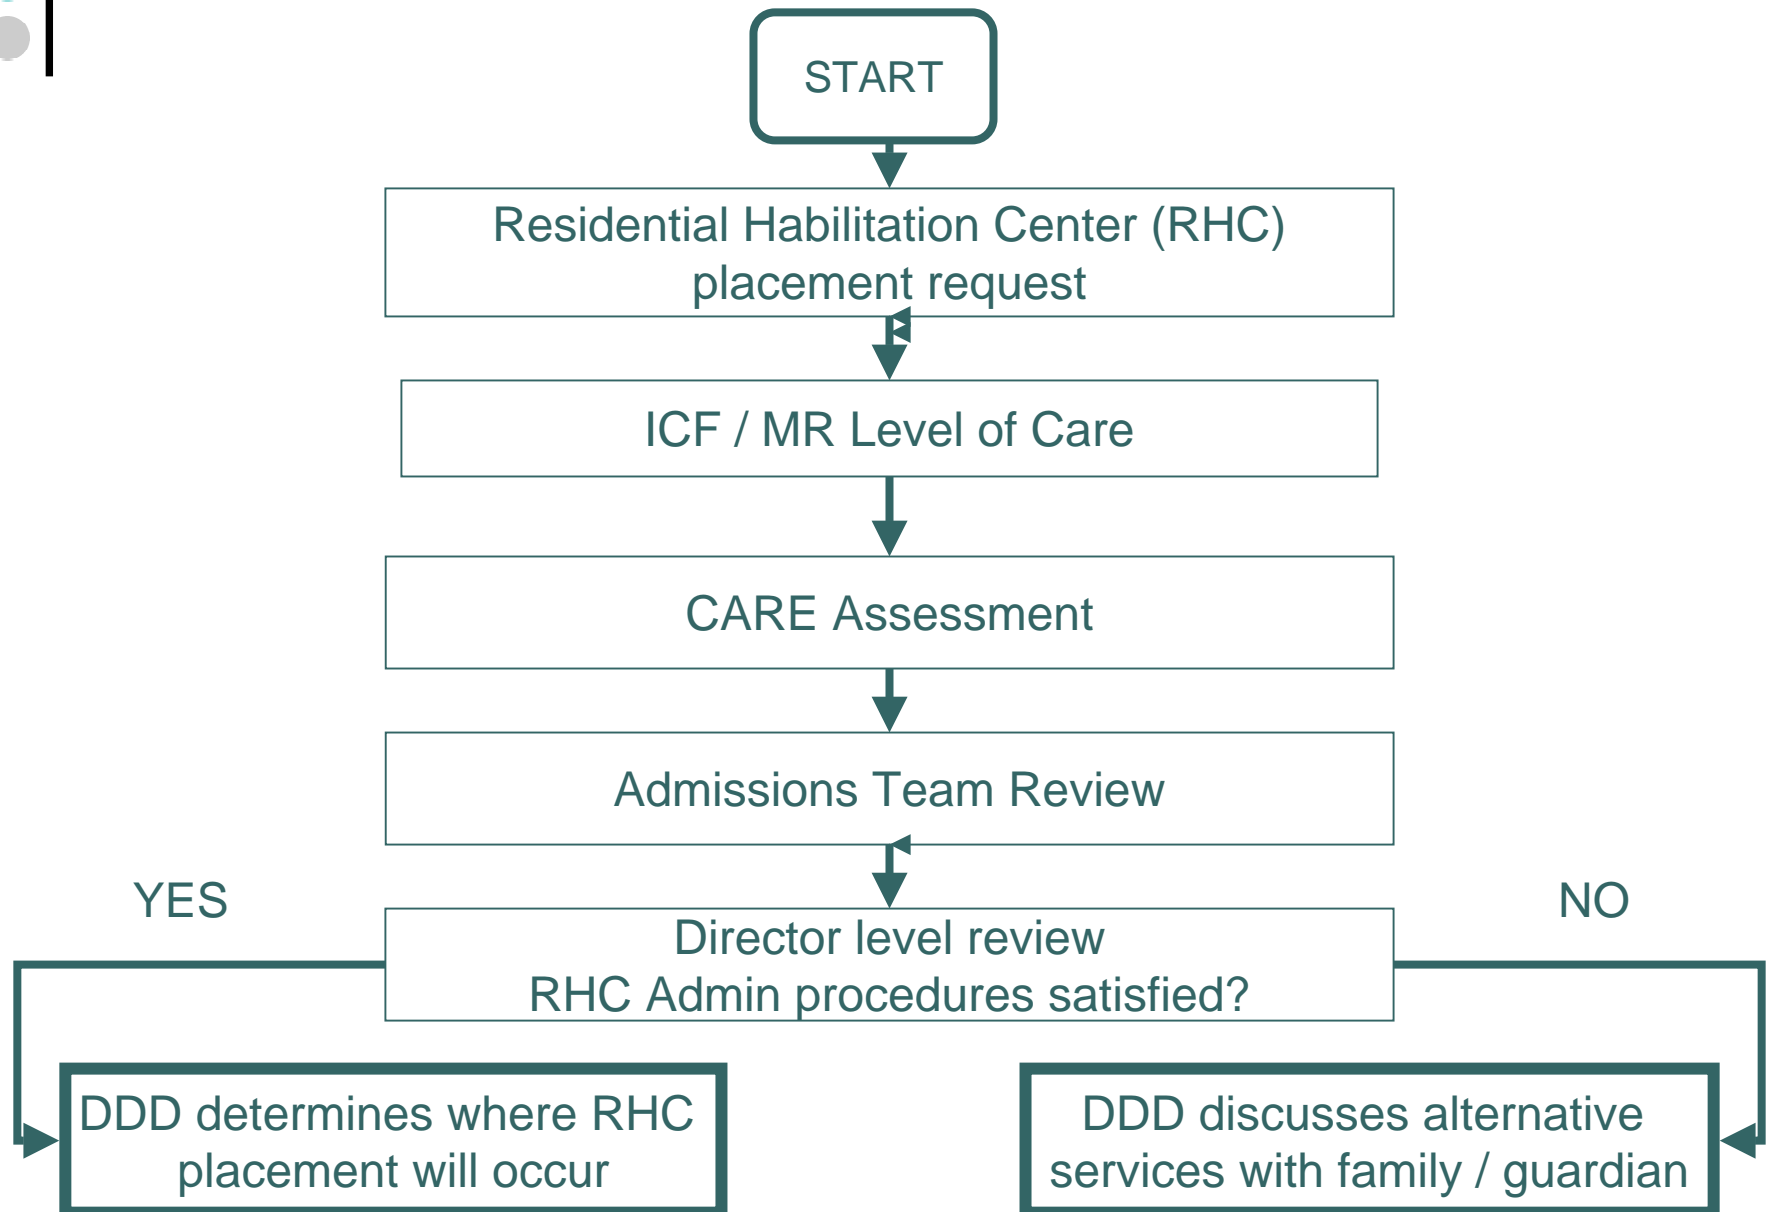 START
Residential Habilitation Center (RHC)
placement request
ICF / MR Level of Care
CARE Assessment
Admissions Team Review
YES
NO
Director level review
RHC Admin procedures satisfied?
DDD determines where RHC
placement will occur
DDD discusses alternative
services with family / guardian